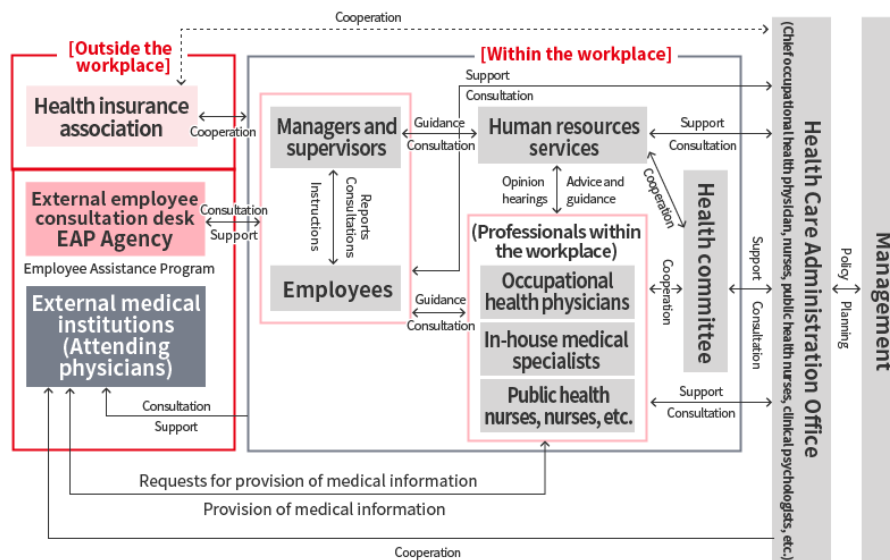 Cooperation
[Outside the
workplace]
[Within the workplace]
Health insurance
association
Cooperation
External employee
consultation desk
EAP Agency
Employee Assistance Program
Consultation
Support
External medical
institutions
(Attending
physicians)
Consultation
Support
Managers and
supervisors
Instructions
Reports
Consultations
Employees
Guidance
Consultation
Guidance
Consultation
Support
Consultation
Human resources
services
Opinion
hearings
Advice and
guidance
(Professionals within
the workplace)
Occupational
health physicians
In-house medical
specialists
Public health
nurses, nurses, etc.
Cooperation
Cooperation
Health committee
Support
Consultation
Support
Consultation
Support
Consultation
Health Care Administration Office
(Chief occupational health physidan, nurses, public health nurses, clinical psychologists, etc.)
Policy
Planning
Management
Requests for provision of medical information
Provision of medical information
Cooperation